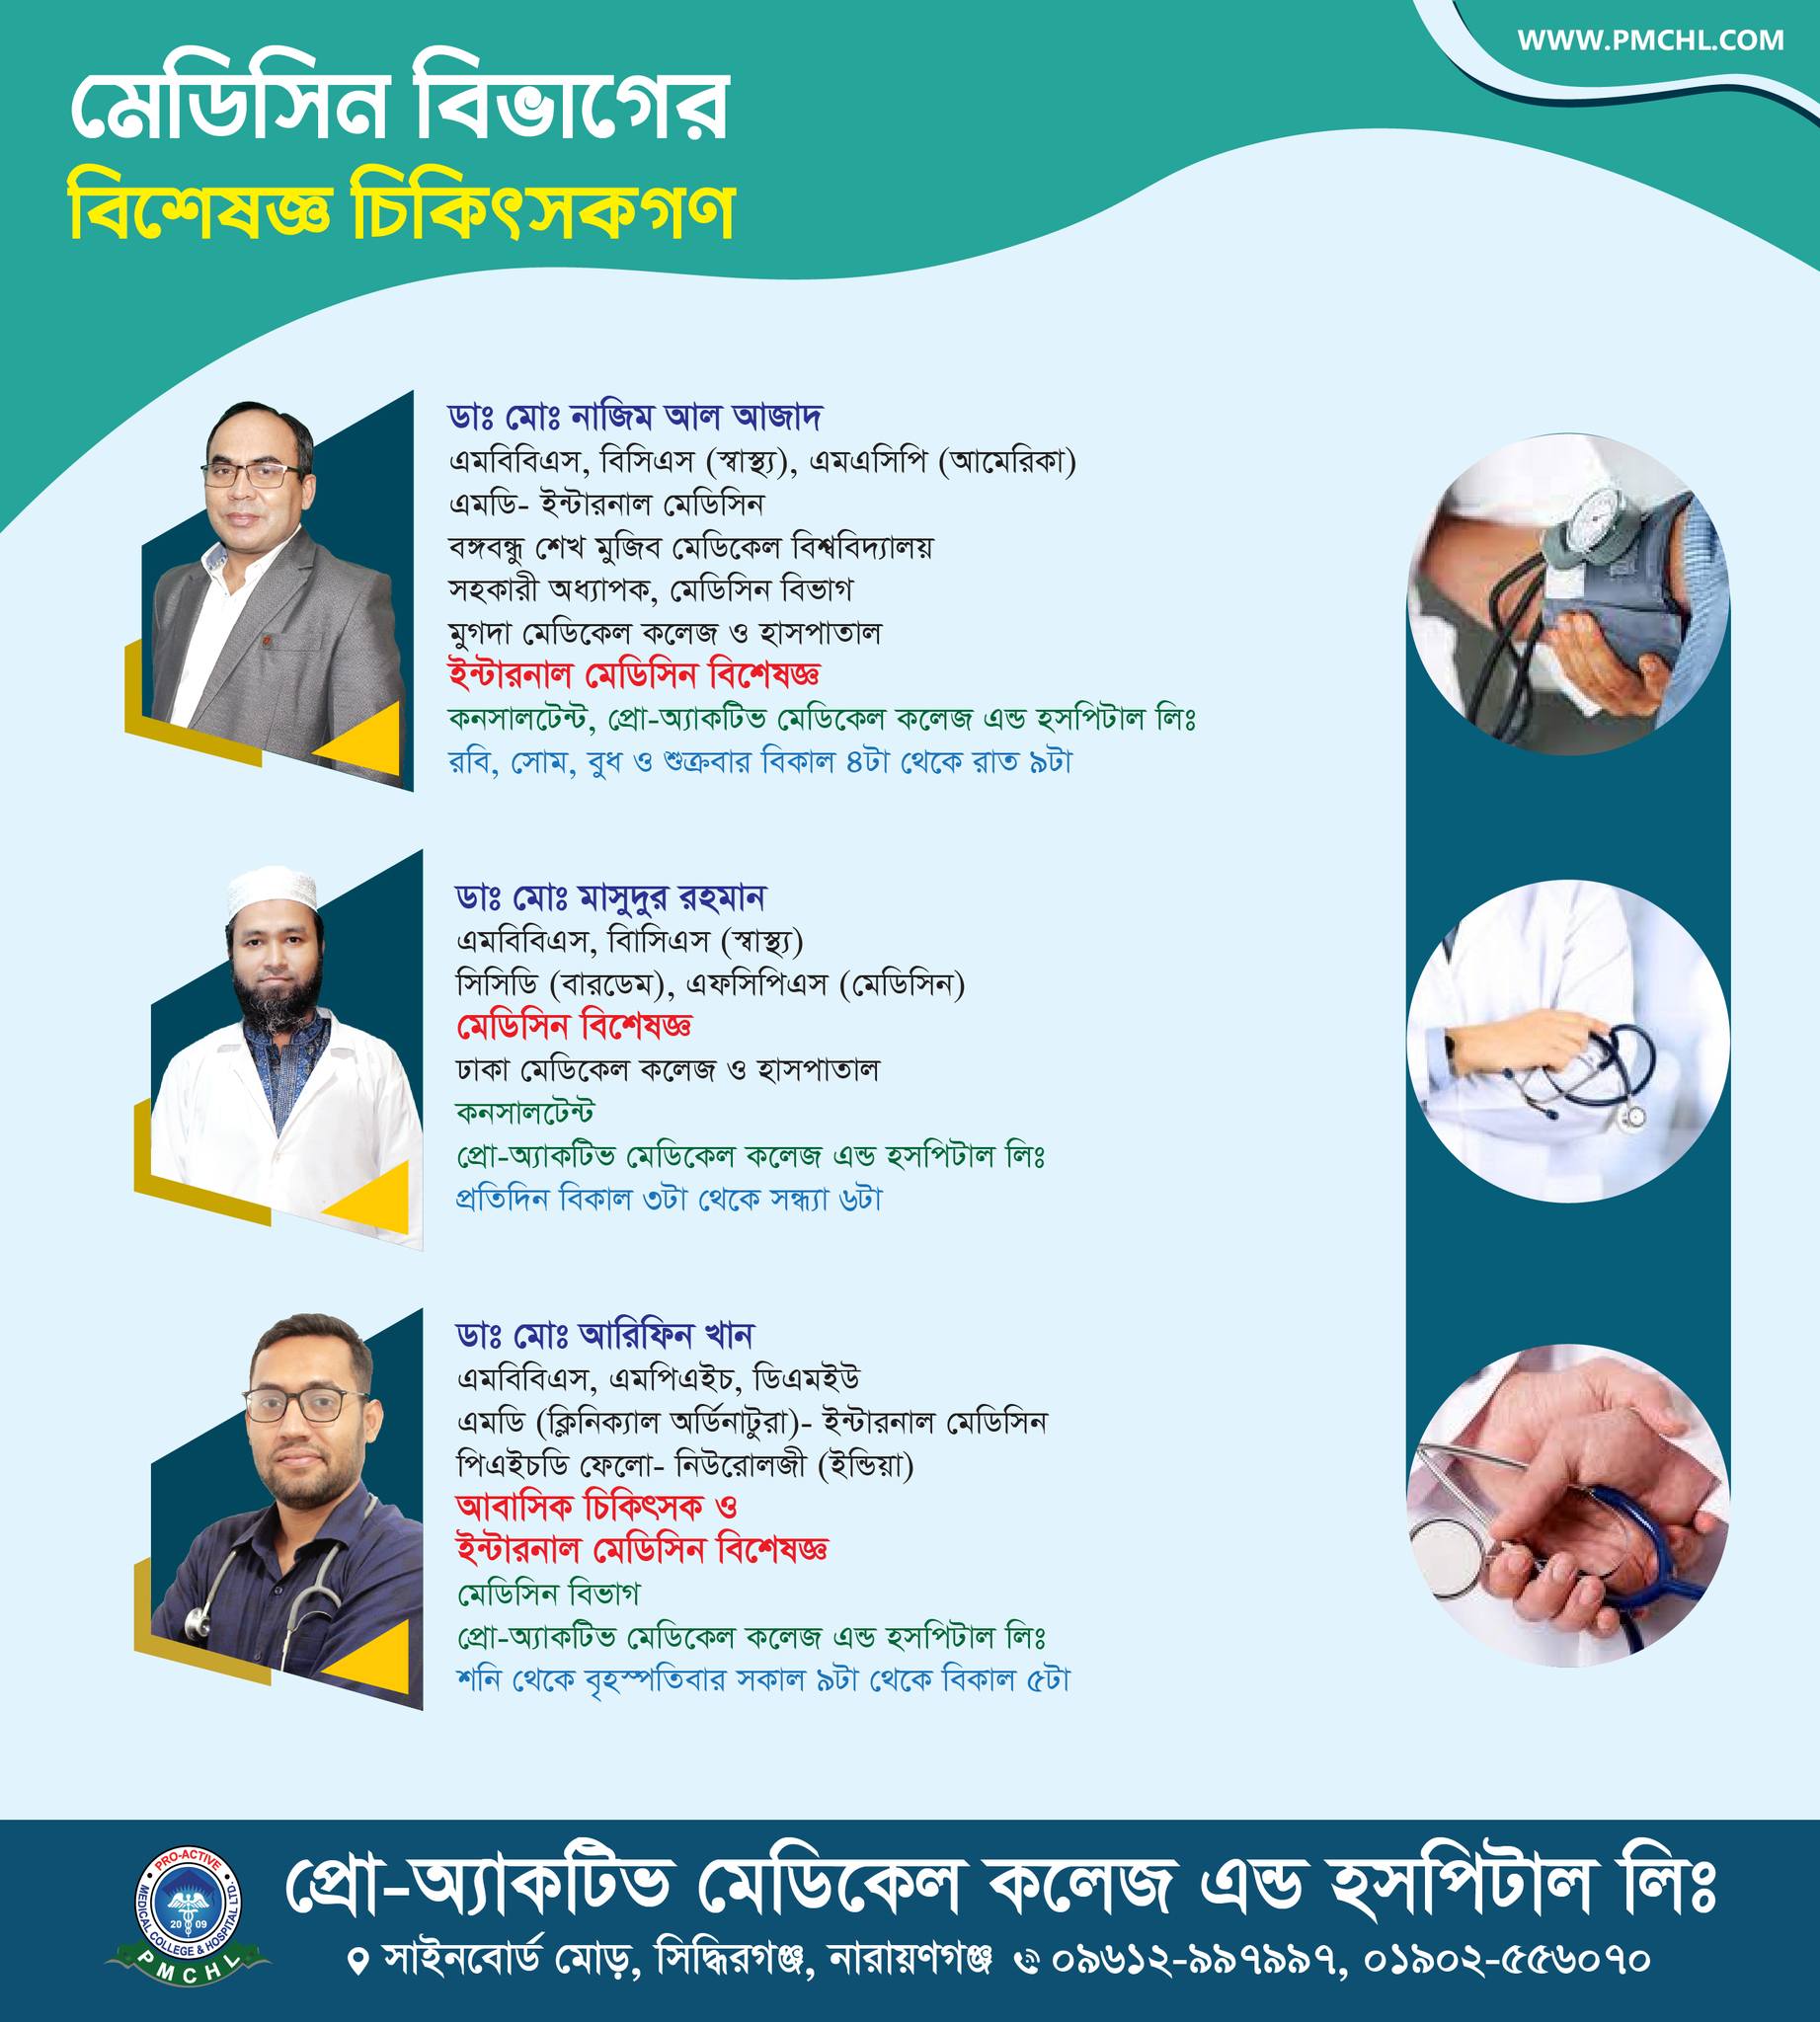 WWW.PMCHL.COM
মেডিসিন বিভাগের
বিশেষজ্ঞ চিকিৎসকগণ
ডাঃ মোঃ নাজিম আল আজাদ
এমবিবিএস, বিসিএস (স্বাস্থ্য), এমএসিপি (আমেরিকা)
এমডি- ইন্টারনাল মেডিসিন
বঙ্গবন্ধু শেখ মুজিব মেডিকেল বিশ্ববিদ্যালয়
সহকারী অধ্যাপক, মেডিসিন বিভাগ
মুগদা মেডিকেল কলেজ ও হাসপাতাল
ইন্টারনাল মেডিসিন বিশেষজ্ঞ
কনসালটেন্ট, প্রো-অ্যাকটিভ মেডিকেল কলেজ এন্ড হসপিটাল লিঃ
রবি, সোম, বুধ ও শুক্রবার বিকাল ৪টা থেকে রাত ৯টা
ডাঃ মোঃ মাসুদুর রহমান
এমবিবিএস, বিাসিএস (স্বাস্থ্য)
সিসিডি (বারডেম), এফসিপিএস (মেডিসিন)
মেডিসিন বিশেষজ্ঞ
ঢাকা মেডিকেল কলেজ ও হাসপাতাল
কনসালটেন্ট
প্রো-অ্যাকটিভ মেডিকেল কলেজ এন্ড হসপিটাল লিঃ
প্রতিদিন বিকাল ৩টা থেকে সন্ধ্যা ৬টা
ডাঃ মোঃ আরিফিন খান
এমবিবিএস, এমপিএইচ, ডিএমইউ
এমডি (ক্লিনিক্যাল অর্ডিনাটুরা)- ইন্টারনাল মেডিসিন
পিএইচডি ফেলো- নিউরোলজী (ইন্ডিয়া)
আবাসিক চিকিৎসক ও
ইন্টারনাল মেডিসিন বিশেষজ্ঞ
মেডিসিন বিভাগ
প্রো-অ্যাকটিভ মেডিকেল কলেজ এন্ড হসপিটাল লিঃ
শনি থেকে বৃহস্পতিবার সকাল ৯টা থেকে বিকাল ৫টা
PRO-ACTIVE
MEDICAL COLLEGE & HOSPITAL LTD.
20 09
PMCHL
প্রো-অ্যাকটিভ মেডিকেল কলেজ এন্ড হসপিটাল লিঃ
সাইনবোর্ড মোড়, সিদ্ধিরগঞ্জ, নারায়ণগঞ্জ ০৯৬১২-৯৯৭৯৯৭, ০১৯০২-৫৫৬০৭০